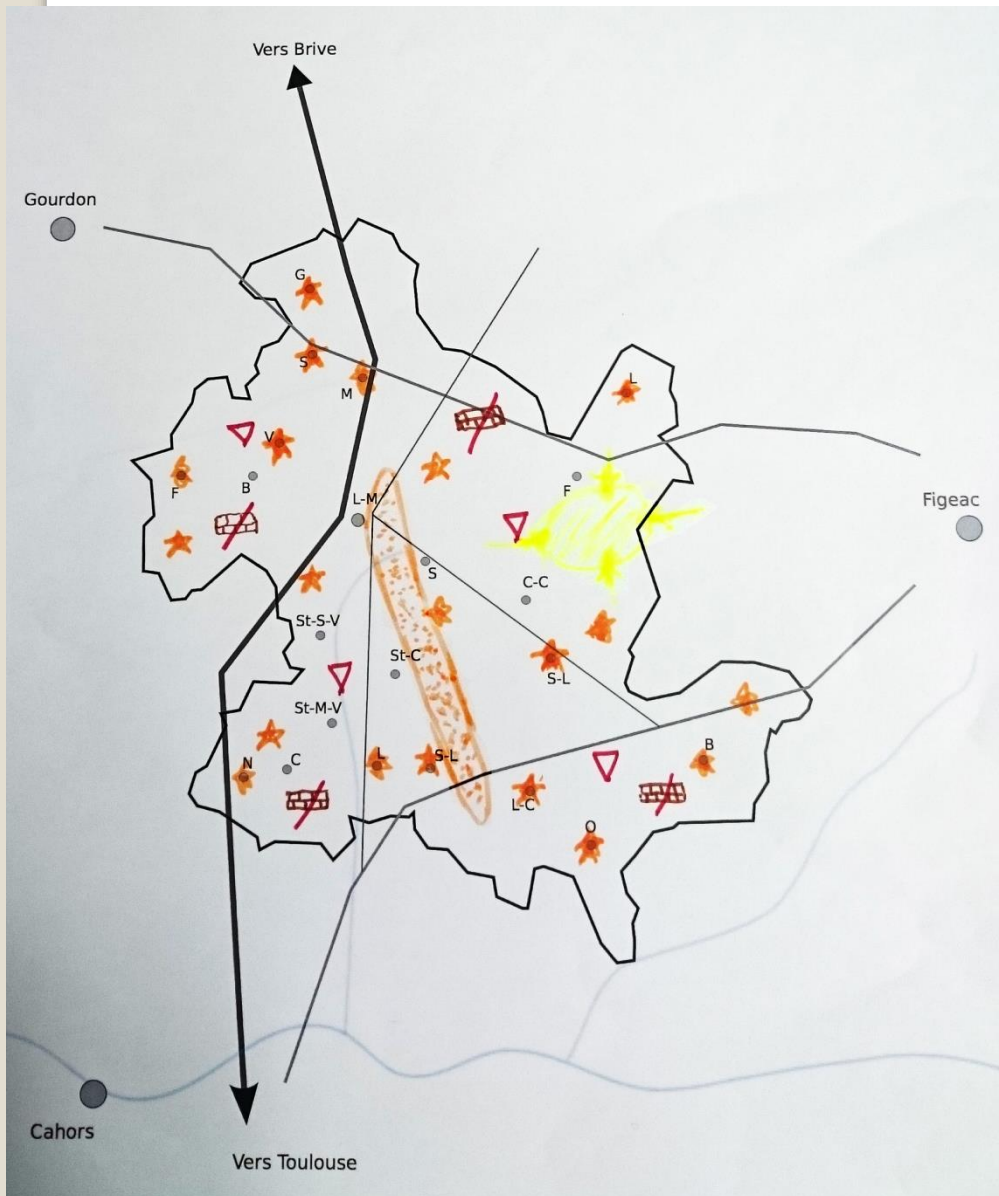 Vers Brive
Gourdon
G
S
M
L
V
F
B
L-M
F
Figeac
S
C-C
St-S-V
St-C
S-L
St-M-V
N
C
L
S-L
B
L-C
O
Cahors
Vers Toulouse